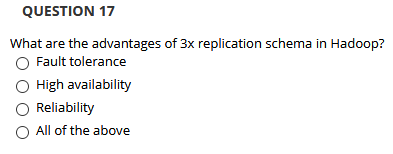 QUESTION 17
What are the advantages of 3x replication schema in Hadoop?
Fault tolerance
High availability
Reliability
All of the above